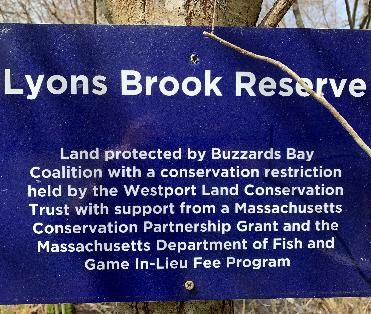 Lyons Brook Reserve
Land protected by Buzzards Bay
Coalition with a conservation restriction
held by the Westport Land Conservation
Trust with support from a Massachusetts
Conservation Partnership Grant and the
Massachusetts Department of Fish and
Game In-Lieu Fee Program